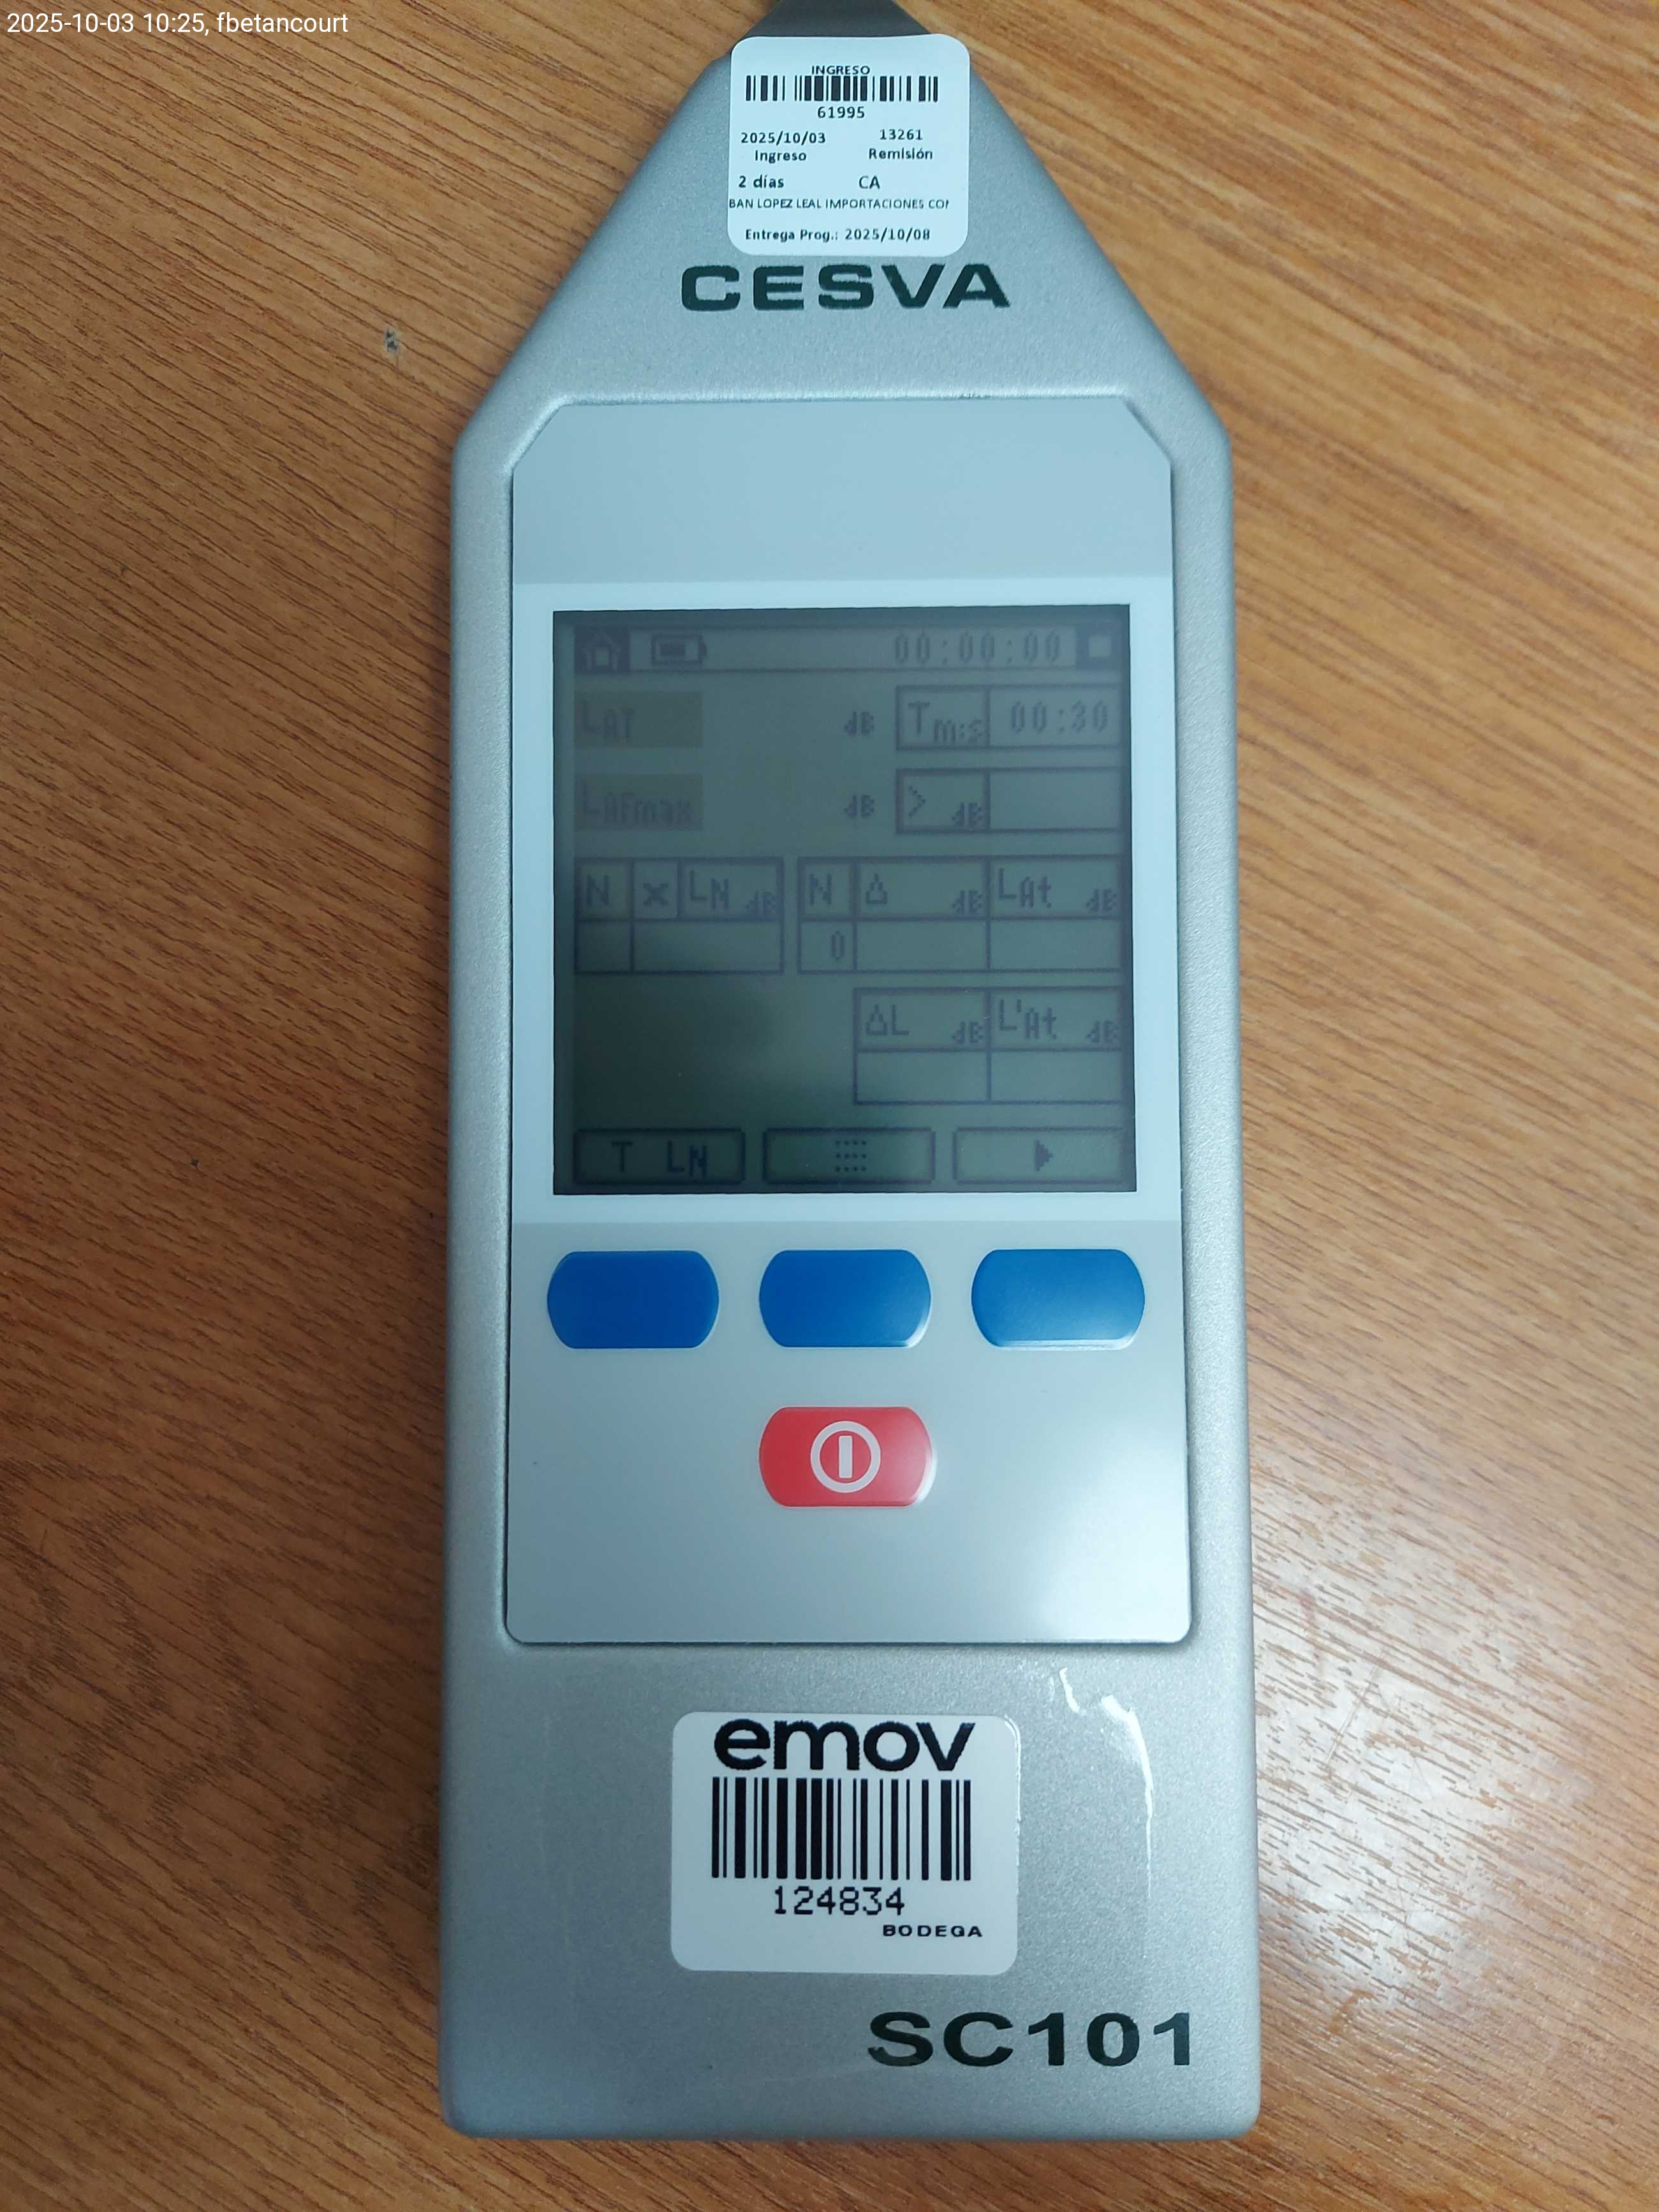 2025-10-03 10:25, fbetancourt
INGRESO
61995
2025/10/03 13261
Ingreso Remisión
2 días CA
BAN LOPEZ LEAL IMPORTACIONES CO
Entrega Prog.: 2025/10/08
CESVA
00:00:00
LAT dB Tm:s 00:30
LAFmax dB > dB
N x LN dB N Δ dB LAt dB
0
ΔL dB L'At dB
T LN
emov
124834
BODEGA
SC101